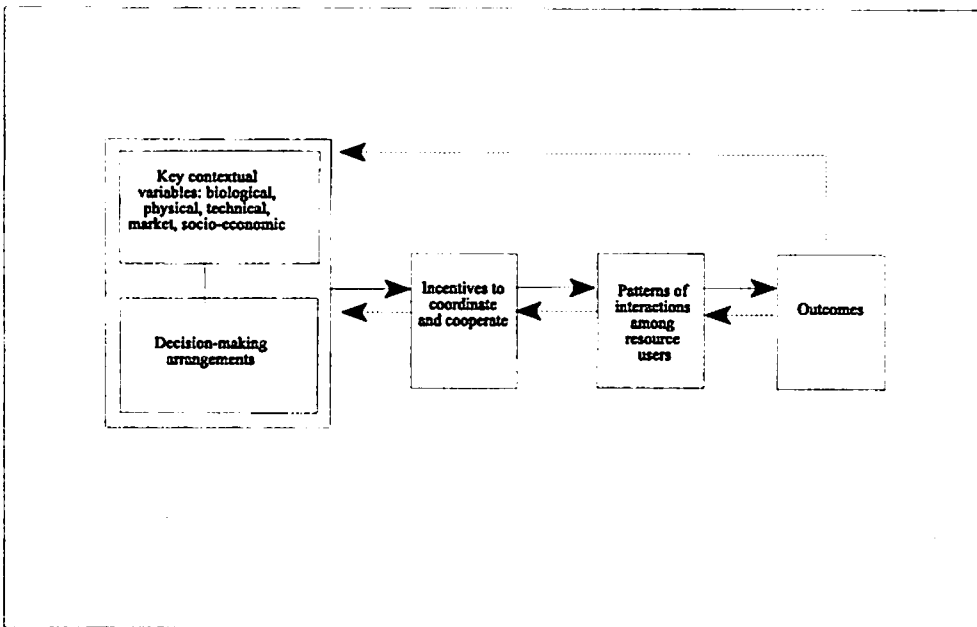 Key contextual
variables: biological,
physical, technical,
market, socio-economic
Decision-making
arrangements
Incentives to
coordinate
and cooperate
Patterns of
interactions
among
resource
users
Outcomes